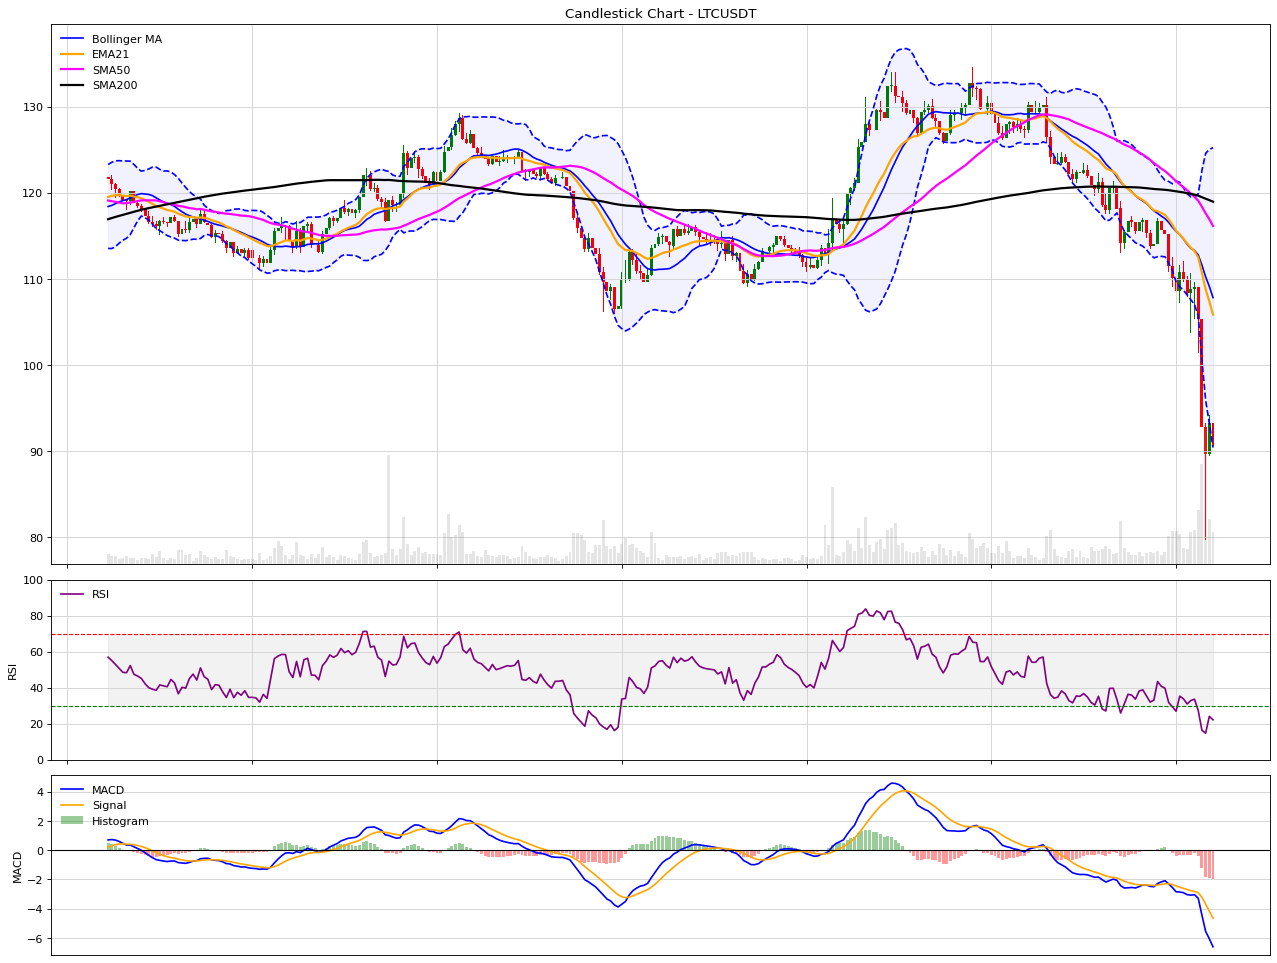 Candlestick Chart - LTCUSDT
Bollinger MA
EMA21
SMA50
SMA200
130
120
110
100
90
80
100
RSI
80
60
40
20
0
RSI
MACD
Signal
Histogram
4
2
0
−2
−4
−6
MACD